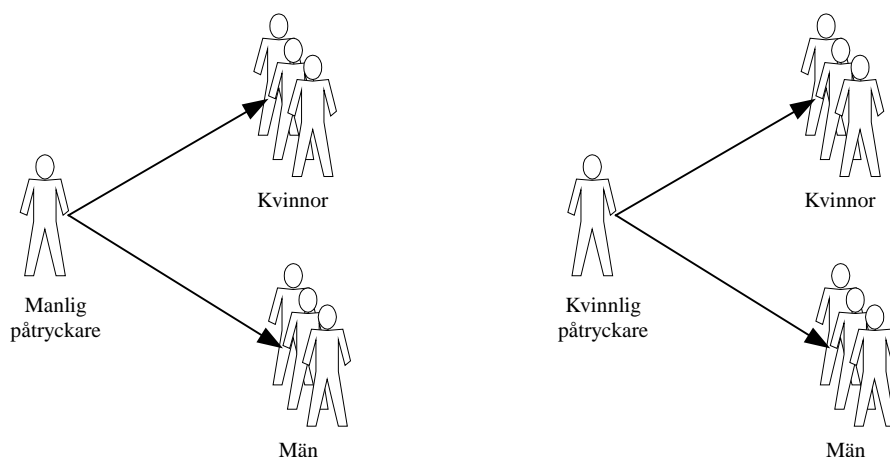 Kvinnor
Manlig
påtryckare
Män
Kvinnor
Kvinnlig
påtryckare
Män